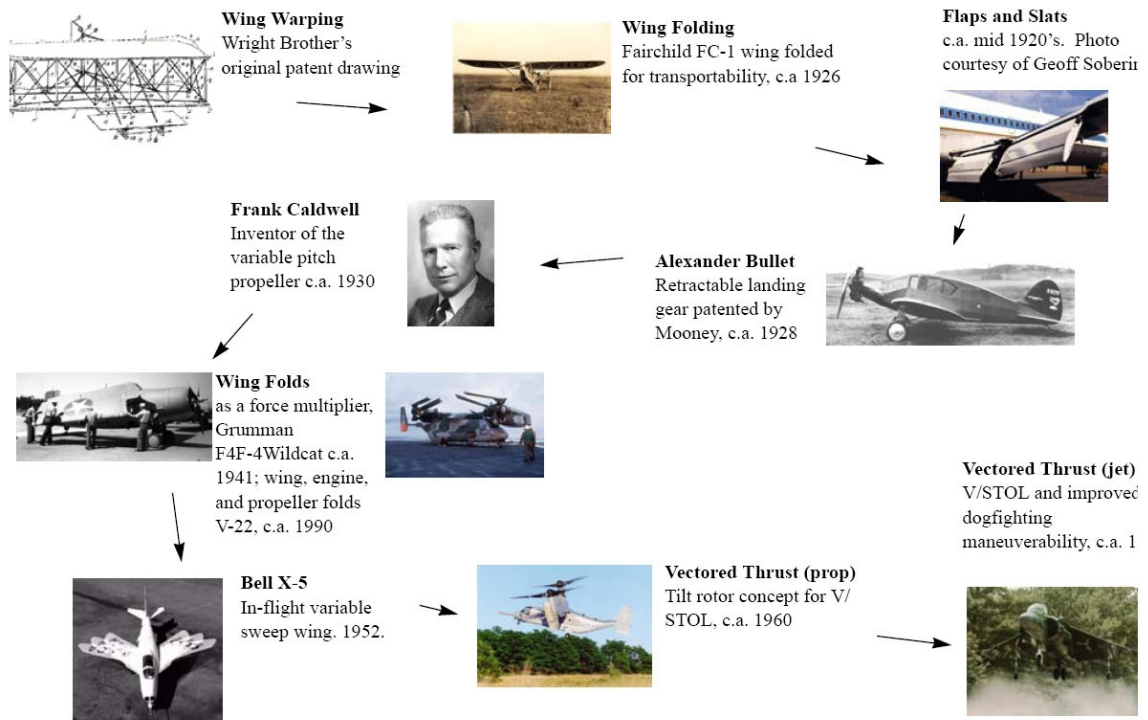 Wing Warping
Wright Brother's
original patent drawing
Wing Folding
Fairchild FC-1 wing folded
for transportability, c.a 1926
Flaps and Slats
c.a. mid 1920's. Photo
courtesy of Geoff Soberin
Alexander Bullet
Retractable landing
gear patented by
Mooney, c.a. 1928
Frank Caldwell
Inventor of the
variable pitch
propeller c.a. 1930
Wing Folds
as a force multiplier,
Grumman
F4F-4Wildcat c.a.
1941; wing, engine,
and propeller folds
V-22, c.a. 1990
Bell X-5
In-flight variable
sweep wing. 1952.
Vectored Thrust (prop)
Tilt rotor concept for V/
STOL, c.a. 1960
Vectored Thrust (jet)
V/STOL and improved
dogfighting
maneuverability, c.a. 1